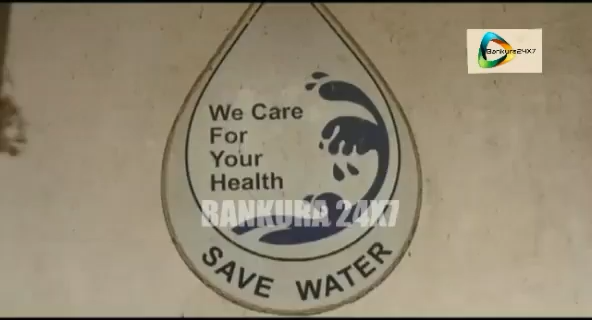 Bankura24X7
We Care
For
Your
Health
BANKURA 24X7
SAVE WATER